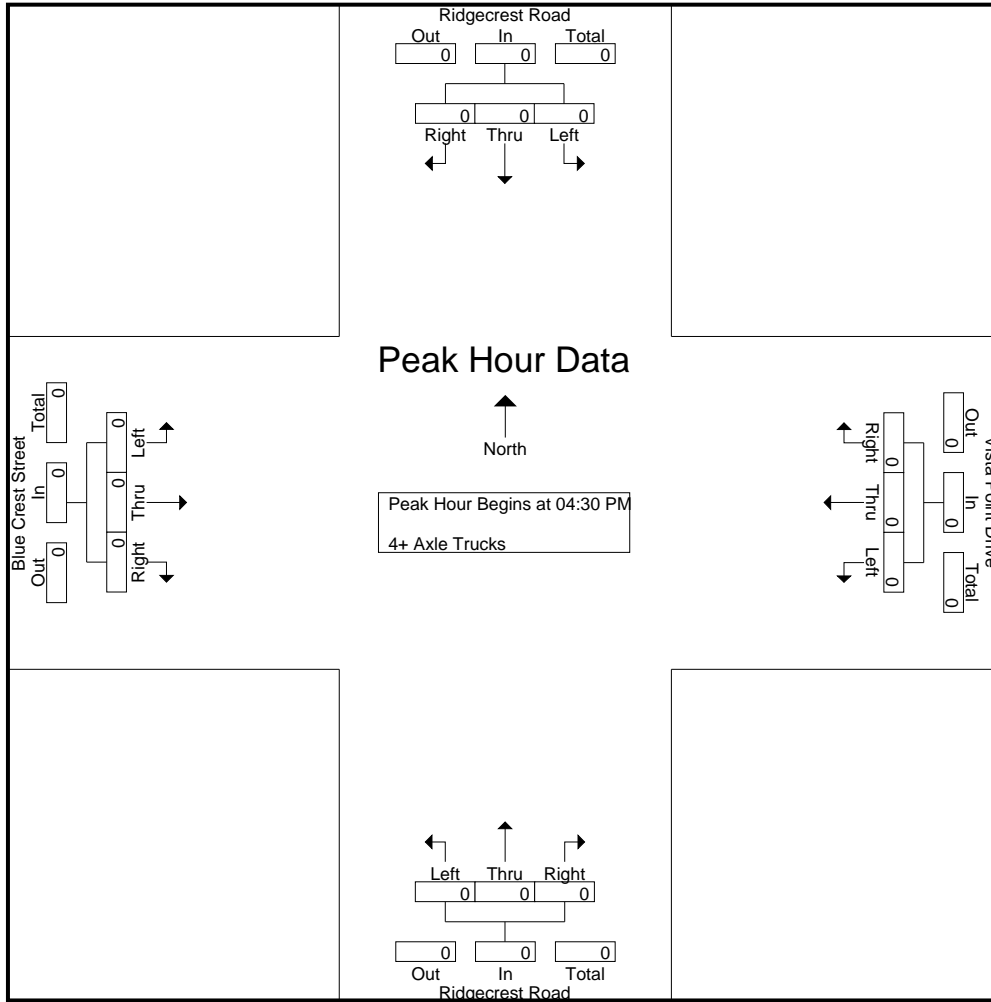 Ridgecrest Road
Out In Total
0 0 0
0 0 0
Right Thru Left
Peak Hour Data
North
Peak Hour Begins at 04:30 PM
4+ Axle Trucks
Blue Crest Street
Out In Total
0 0 0
0 0 0
Right Thru Left
Vista Point Drive
Out In Total
0 0 0
0 0 0
Right Thru Left
Left Thru Right
0 0 0
0 0 0
Out In Total
Ridgecrest Road